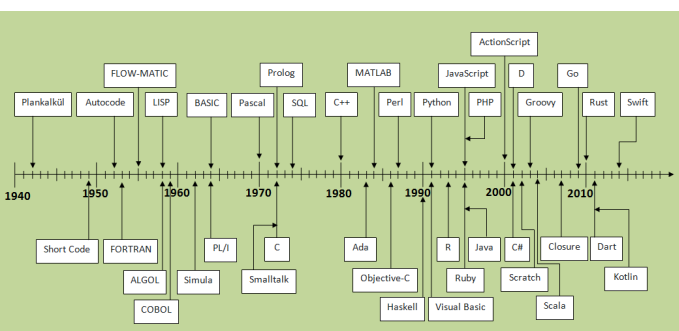 ActionScript
FLOW-MATIC
Prolog
MATLAB
JavaScript
D
Go
Plankalkül
Autocode
LISP
BASIC
Pascal
SQL
C++
Perl
Python
PHP
Groovy
Rust
Swift
1940
1950
1960
1970
1980
1990
2000
2010
Short Code
FORTRAN
PL/I
C
Ada
R
Java
C#
Closure
Dart
ALGOL
Simula
Smalltalk
Objective-C
Ruby
Scratch
Kotlin
COBOL
Haskell
Visual Basic
Scala